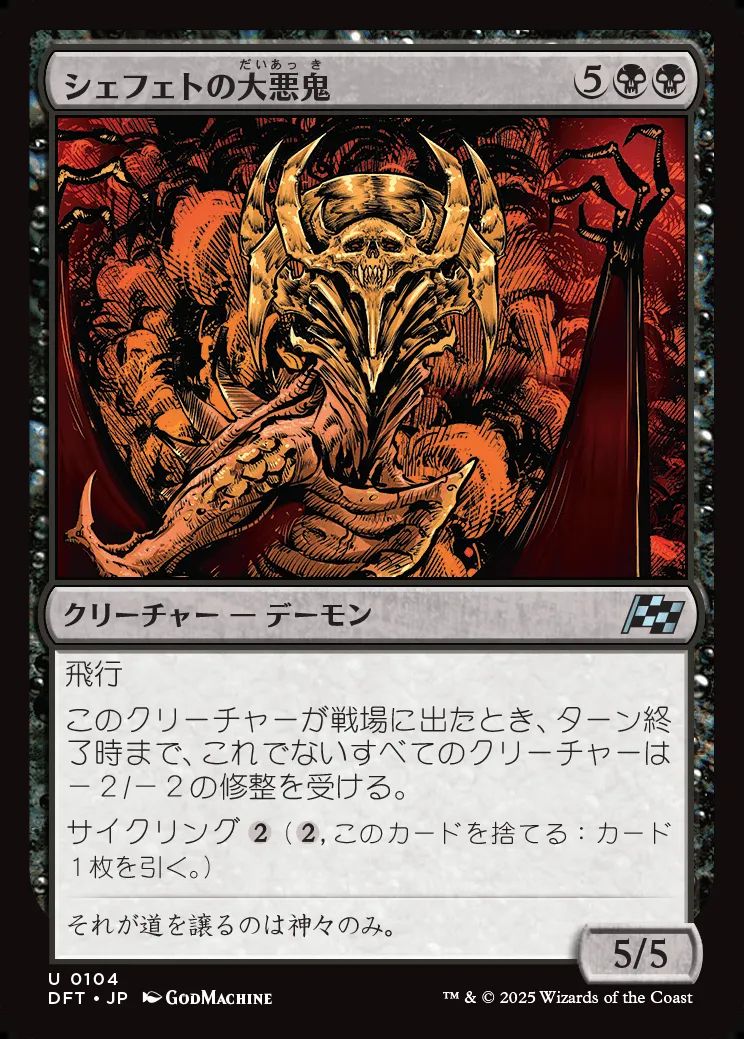 だいあっき
シェフェトの大悪鬼 5
クリーチャー — デーモン
飛行
このクリーチャーが戦場に出たとき、ターン終
了時まで、これでないすべてのクリーチャーは
－２/－２の修整を受ける。
サイクリング 2（2,このカードを捨てる：カード
１枚を引く。）
それが道を譲るのは神々のみ。
5/5
U 0104
DFT • JP GODMACHINE
™ & © 2025 Wizards of the Coast